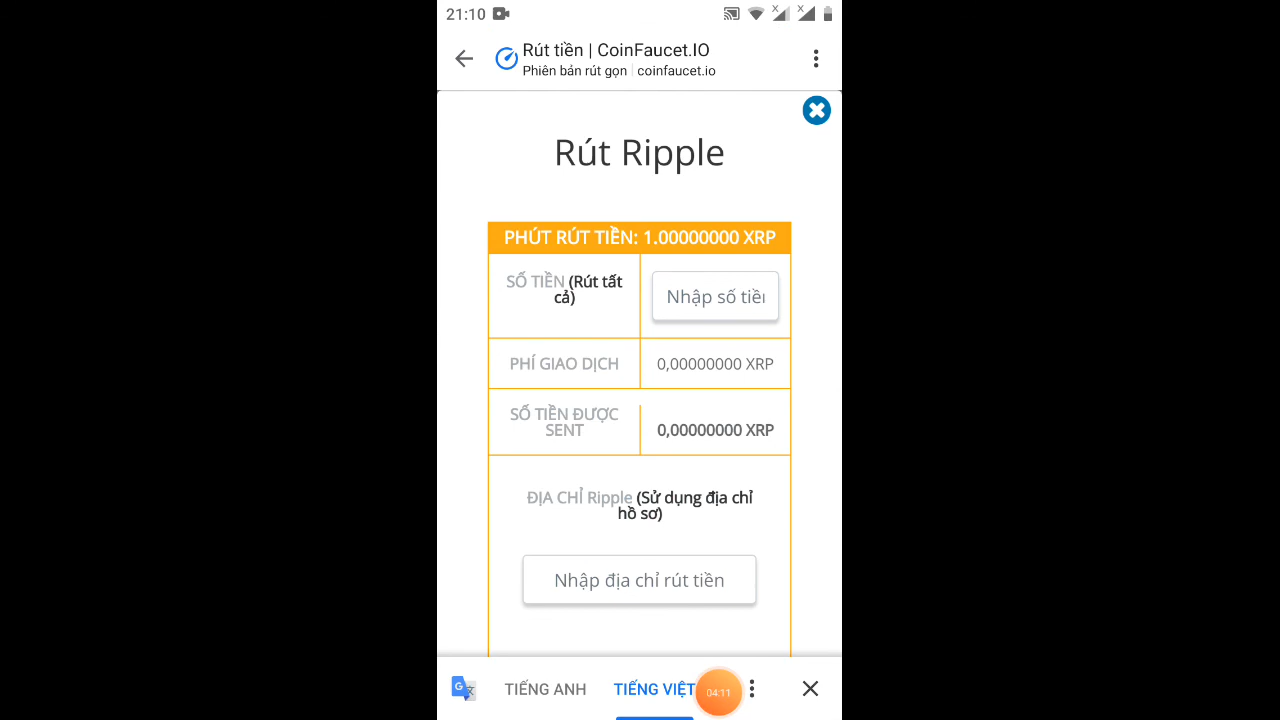 21:10
Rút tiền | CoinFaucet.IO
Phiên bản rút gọn coinfaucet.io
Rút Ripple
PHÚT RÚT TIỀN: 1.00000000 XRP
SỐ TIỀN (Rút tất
cả)
Nhập số tiền
PHÍ GIAO DỊCH
0,00000000 XRP
SỐ TIỀN ĐƯỢC
SENT
0,00000000 XRP
ĐỊA CHỈ Ripple (Sử dụng địa chỉ
hồ sơ)
Nhập địa chỉ rút tiền
TIẾNG ANH
TIẾNG VIỆT
04:11